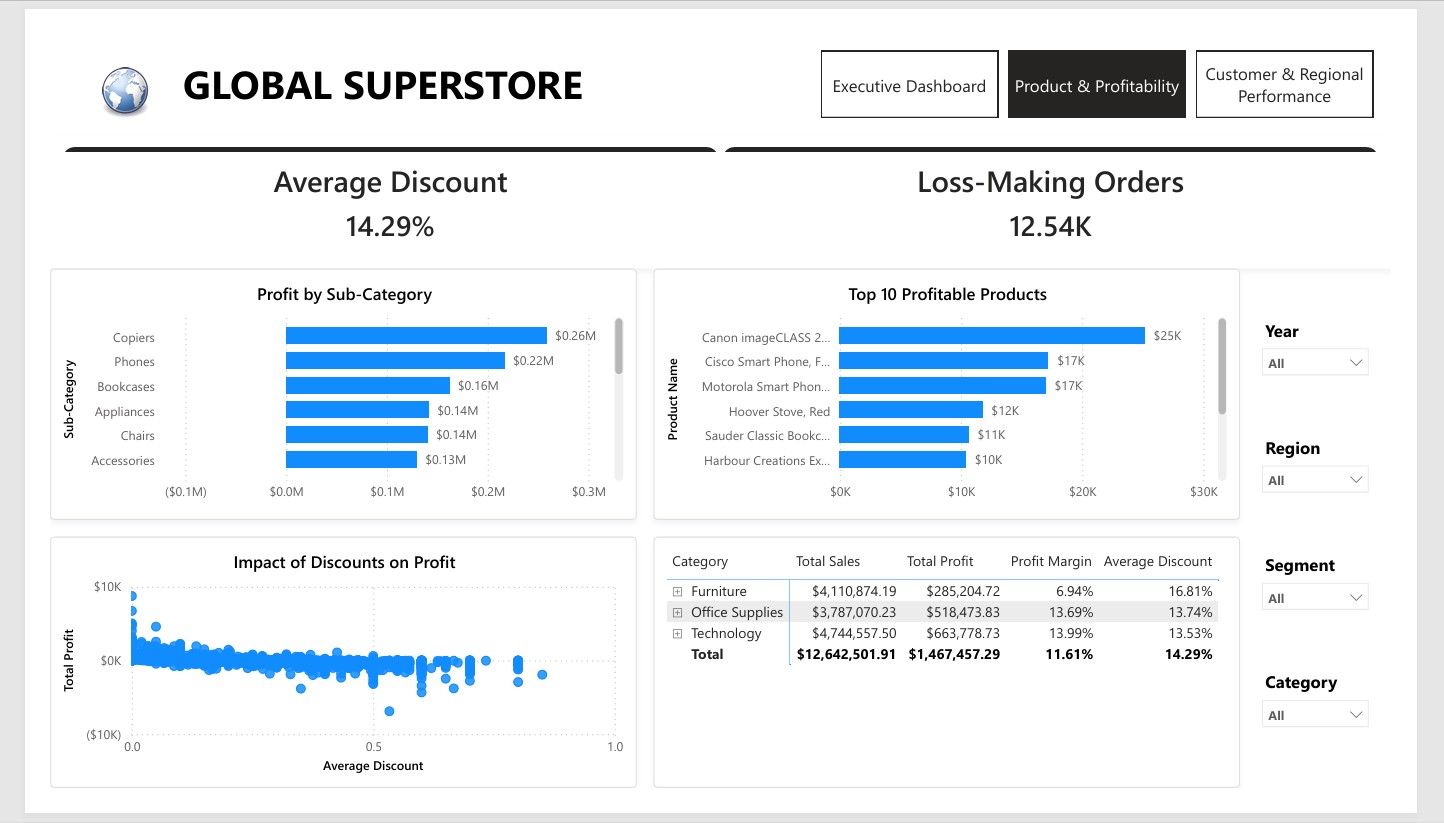 GLOBAL SUPERSTORE
Executive Dashboard
Product & Profitability
Customer & Regional
Performance
Average Discount
14.29%
Loss-Making Orders
12.54K
Profit by Sub-Category
Sub-Category
Copiers $0.26M
Phones $0.22M
Bookcases $0.16M
Appliances $0.14M
Chairs $0.14M
Accessories $0.13M
($0.1M) $0.0M $0.1M $0.2M $0.3M
Top 10 Profitable Products
Product Name
Canon imageCLASS 2... $25K
Cisco Smart Phone, F... $17K
Motorola Smart Phon... $17K
Hoover Stove, Red $12K
Sauder Classic Bookc... $11K
Harbour Creations Ex... $10K
$0K $10K $20K $30K
Year
All
Region
All
Segment
All
Category
All
Impact of Discounts on Profit
Total Profit
$10K
$0K
($10K)
0.0 0.5 1.0
Average Discount
Category Total Sales Total Profit Profit Margin Average Discount
Furniture $4,110,874.19 $285,204.72 6.94% 16.81%
Office Supplies $3,787,070.23 $518,473.83 13.69% 13.74%
Technology $4,744,557.50 $663,778.73 13.99% 13.53%
Total $12,642,501.91 $1,467,457.29 11.61% 14.29%